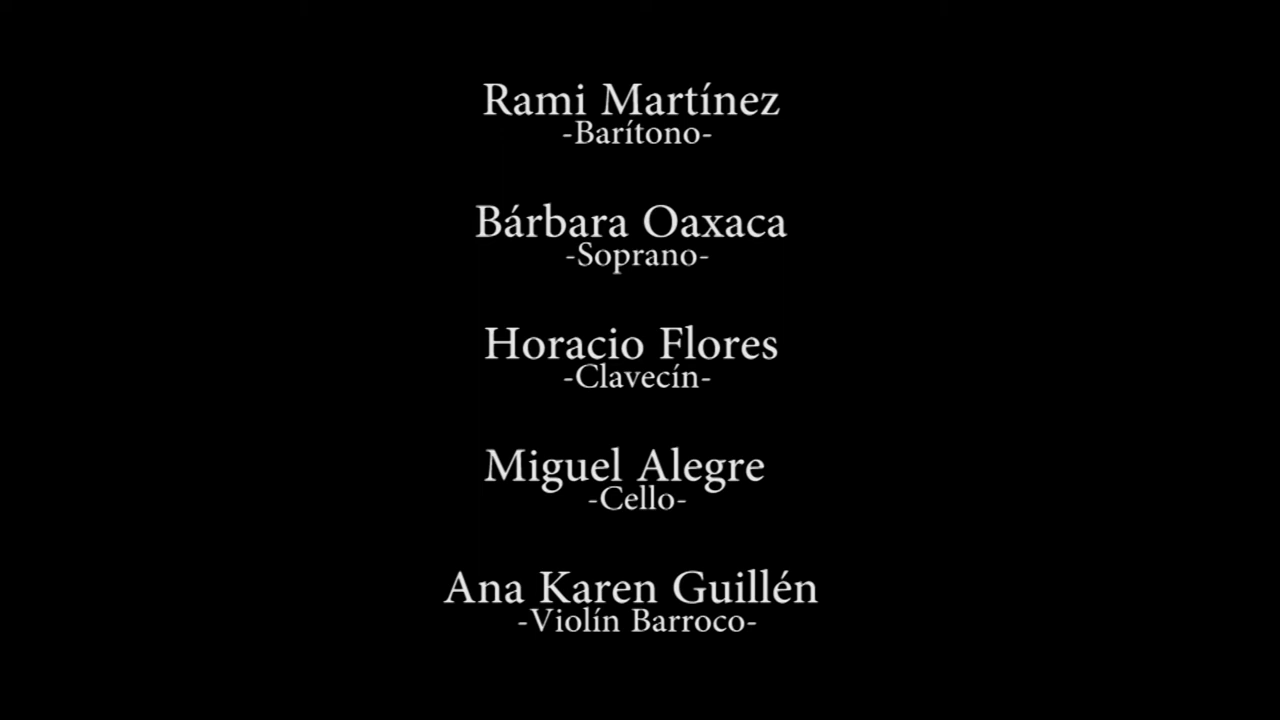 Rami Martínez
-Barítono-
Bárbara Oaxaca
-Soprano-
Horacio Flores
-Clavecín-
Miguel Alegre
-Cello-
Ana Karen Guillén
-Violín Barroco-